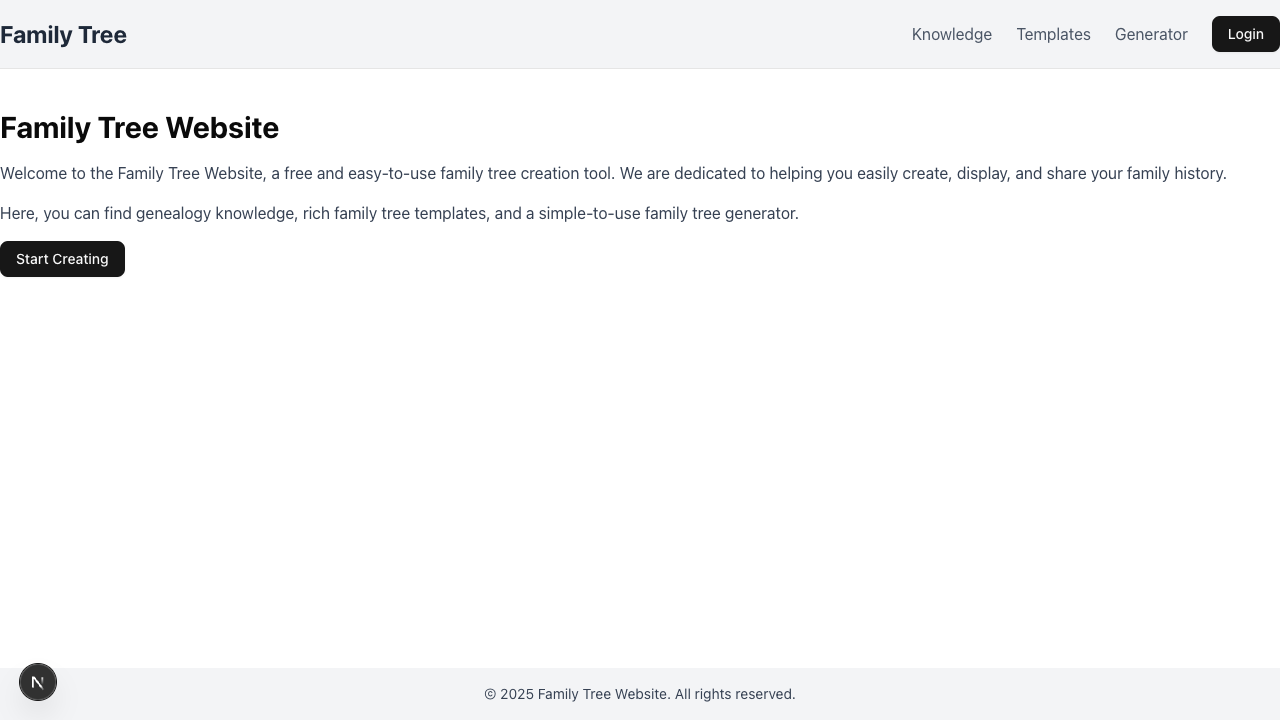 Family Tree
Knowledge
Templates
Generator
Login
Family Tree Website
Welcome to the Family Tree Website, a free and easy-to-use family tree creation tool. We are dedicated to helping you easily create, display, and share your family history.
Here, you can find genealogy knowledge, rich family tree templates, and a simple-to-use family tree generator.
Start Creating
N
© 2025 Family Tree Website. All rights reserved.